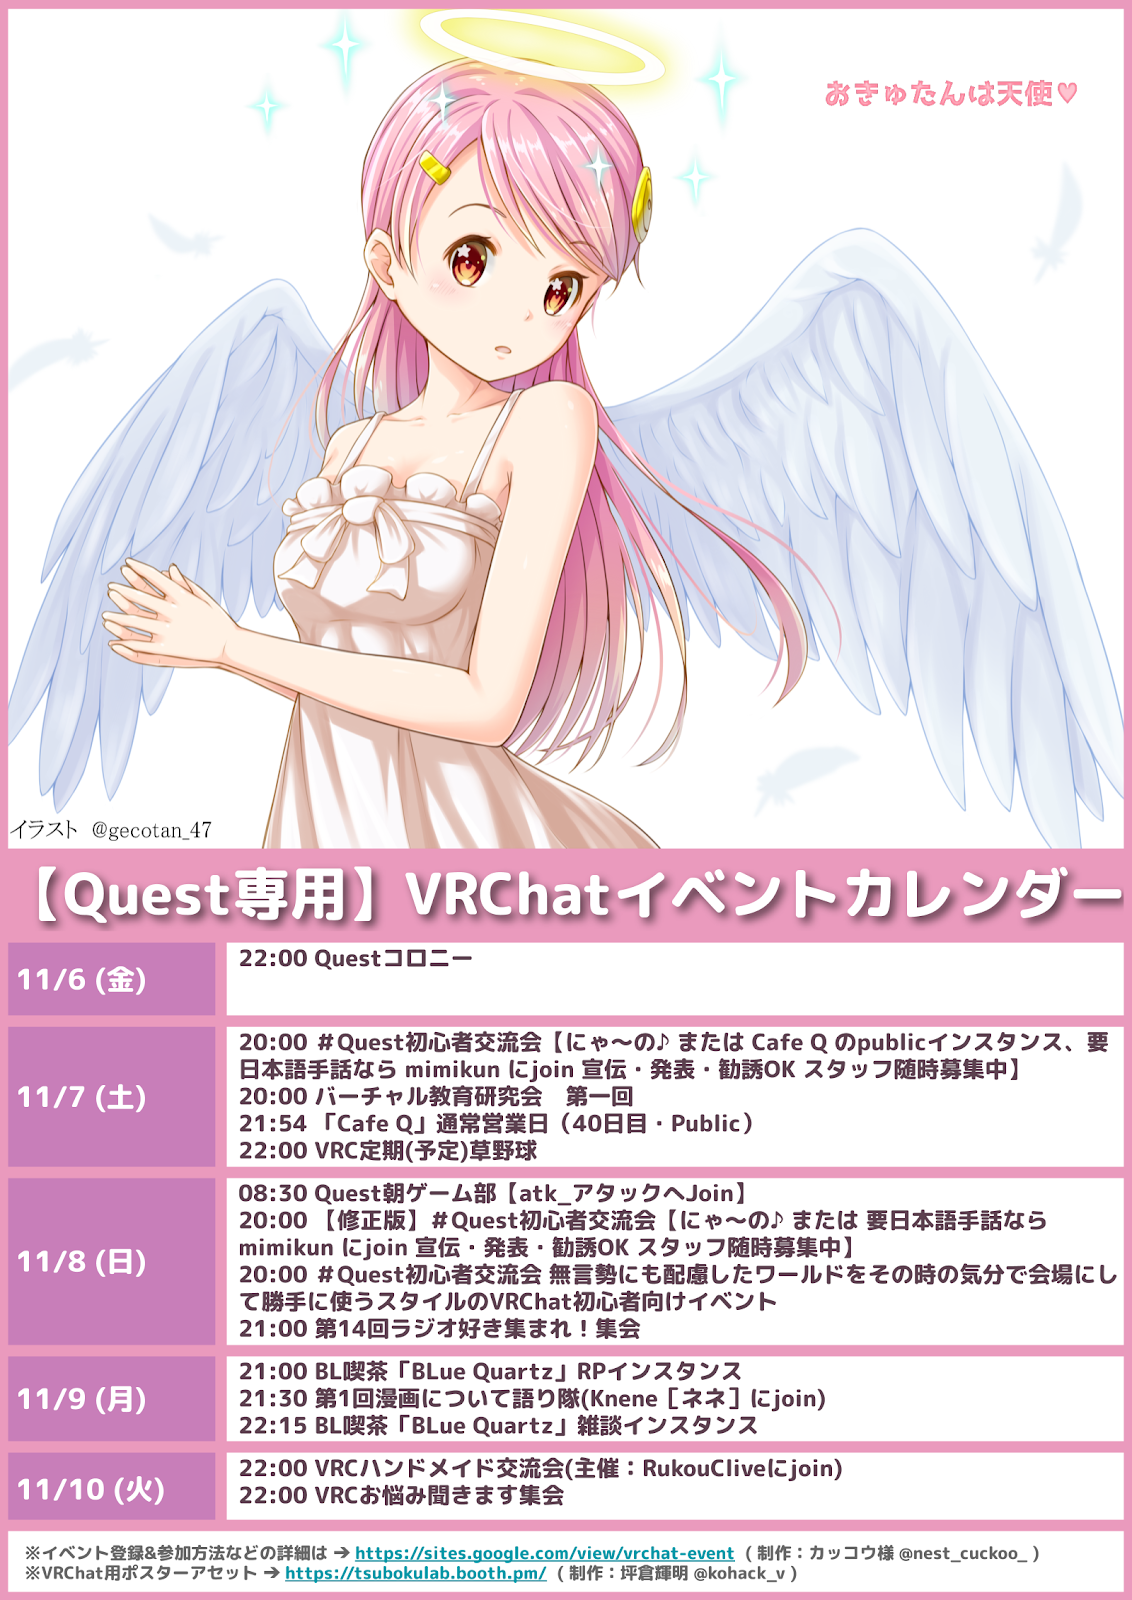 おきゅたんは天使♥
イラスト @gecotan_47
【Quest専用】VRChatイベントカレンダー
11/6 (金)
22:00 Questコロニー
11/7 (土)
20:00 #Quest初心者交流会【にゃ～の♪ または Cafe Q のpublicインスタンス、要
日本語手話なら mimikun にjoin 宣伝・発表・勧誘OK スタッフ随時募集中】
20:00 バーチャル教育研究会　第一回
21:54 「Cafe Q」通常営業日（40日目・Public）
22:00 VRC定期(予定)草野球
11/8 (日)
08:30 Quest朝ゲーム部【atk_アタックへJoin】
20:00 【修正版】#Quest初心者交流会【にゃ～の♪ または 要日本語手話なら
mimikun にjoin 宣伝・発表・勧誘OK スタッフ随時募集中】
20:00 #Quest初心者交流会 無言勢にも配慮したワールドをその時の気分で会場にし
て勝手に使うスタイルのVRChat初心者向けイベント
21:00 第14回ラジオ好き集まれ！集会
11/9 (月)
21:00 BL喫茶「BLue Quartz」RPインスタンス
21:30 第1回漫画について語り隊(Knene［ネネ］にjoin)
22:15 BL喫茶「BLue Quartz」雑談インスタンス
11/10 (火)
22:00 VRCハンドメイド交流会(主催：RukouCliveにjoin)
22:00 VRCお悩み聞きます集会
※イベント登録&参加方法などの詳細は → https://sites.google.com/view/vrchat-event （ 制作：カッコウ様 @nest_cuckoo_ ）
※VRChat用ポスターアセット → https://tsubokulab.booth.pm/ （ 制作：坪倉輝明 @kohack_v ）